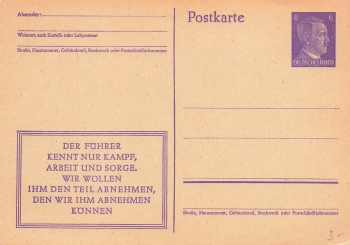 Absender:
Wohnort, auch Zustell- oder Leitpostamt
Straße, Hausnummer, Gebäudeteil, Stockwerk oder Postschließfachnummer
Postkarte
6 6
DEUTSCHES REICH
DER FÜHRER
KENNT NUR KAMPF,
ARBEIT UND SORGE.
WIR WOLLEN
IHM DEN TEIL ABNEHMEN,
DEN WIR IHM ABNEHMEN
KÖNNEN
Straße, Hausnummer, Gebäudeteil, Stockwerk oder Postschließfachnummer
3.-